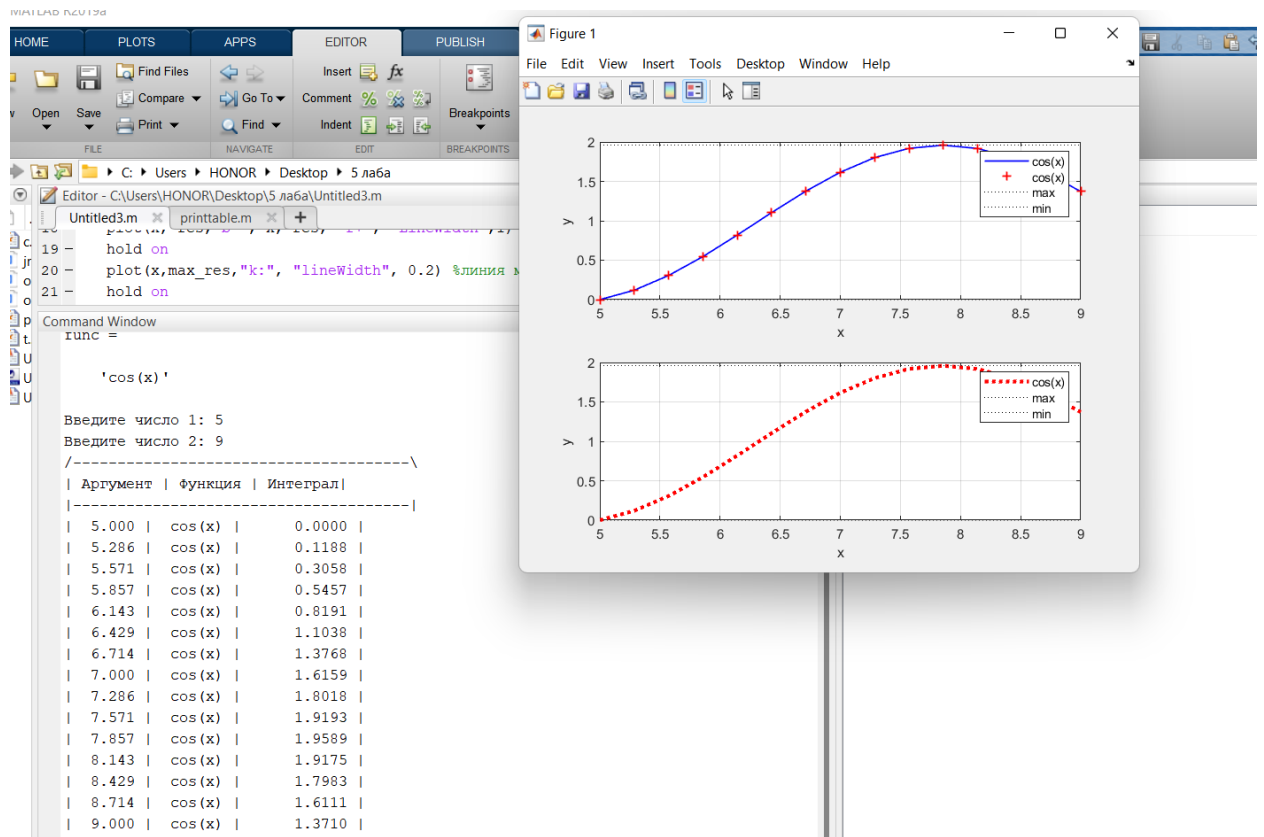 MATLAB R2019a
HOME PLOTS APPS EDITOR PUBLISH
Find Files
Compare
Print
Open Save
Go To
Find
Insert fx
Comment
Indent
Breakpoints
FILE NAVIGATE EDIT BREAKPOINTS
C: Users HONOR Desktop 5 лаба
Editor - C:\Users\HONOR\Desktop\5 лаба\Untitled3.m
Untitled3.m printtable.m +
19 - hold on
20 - plot(x,max_res,"k:", "lineWidth", 0.2) %линия
21 - hold on
Command Window
func =
'cos(x)'
Введите число 1: 5
Введите число 2: 9
/--------------------------------------\
| Аргумент | Функция | Интеграл|
|--------------------------------------|
| 5.000 | cos(x) | 0.0000 |
| 5.286 | cos(x) | 0.1188 |
| 5.571 | cos(x) | 0.3058 |
| 5.857 | cos(x) | 0.5457 |
| 6.143 | cos(x) | 0.8191 |
| 6.429 | cos(x) | 1.1038 |
| 6.714 | cos(x) | 1.3768 |
| 7.000 | cos(x) | 1.6159 |
| 7.286 | cos(x) | 1.8018 |
| 7.571 | cos(x) | 1.9193 |
| 7.857 | cos(x) | 1.9589 |
| 8.143 | cos(x) | 1.9175 |
| 8.429 | cos(x) | 1.7983 |
| 8.714 | cos(x) | 1.6111 |
| 9.000 | cos(x) | 1.3710 |
Figure 1
File Edit View Insert Tools Desktop Window Help
2
1.5
1
0.5
0
y
5 5.5 6 6.5 7 7.5 8 8.5 9
x
cos(x)
cos(x)
max
min
2
1.5
1
0.5
0
y
5 5.5 6 6.5 7 7.5 8 8.5 9
x
cos(x)
max
min